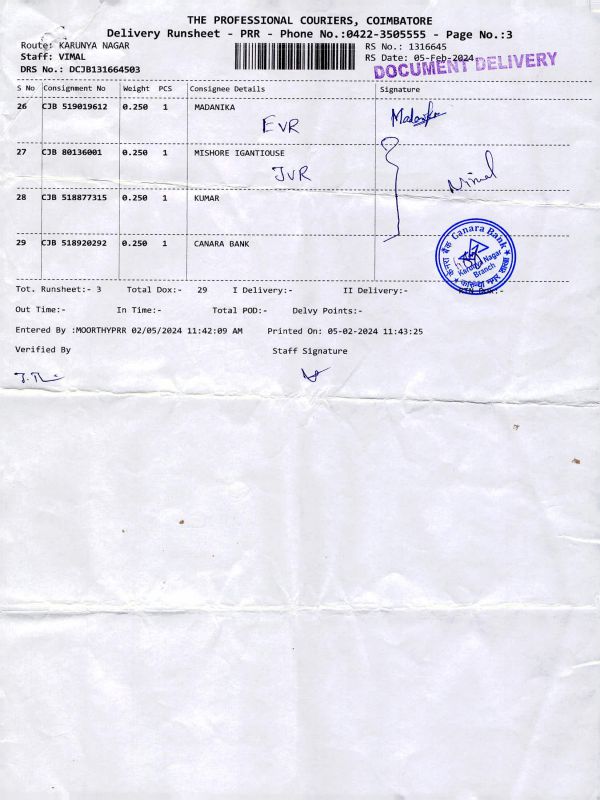 THE PROFESSIONAL COURIERS, COIMBATORE
Delivery Runsheet - PRR - Phone No.:0422-3505555 - Page No.:3
Route: KARUNYA NAGAR
RS No.: 1316645
Staff: VIMAL
RS Date: 05-Feb-2024
DRS No.: DCJB131664503
DOCUMENT DELIVERY
S No Consignment No Weight PCS Consignee Details Signature
26 CJB 519019612 0.250 1 MADANIKA
EVR
27 CJB 80136001 0.250 1 MISHORE IGANTIOUSE
JVR
28 CJB 518877315 0.250 1 KUMAR
29 CJB 518920292 0.250 1 CANARA BANK
केनरा बैंक Canara Bank
Karunya Nagar
Branch
Tot. Runsheet:- 3 Total Dox:- 29 I Delivery:- II Delivery:-
Out Time:- In Time:- Total POD:- Delvy Points:-
Entered By :MOORTHYPRR 02/05/2024 11:42:09 AM Printed On: 05-02-2024 11:43:25
Verified By Staff Signature